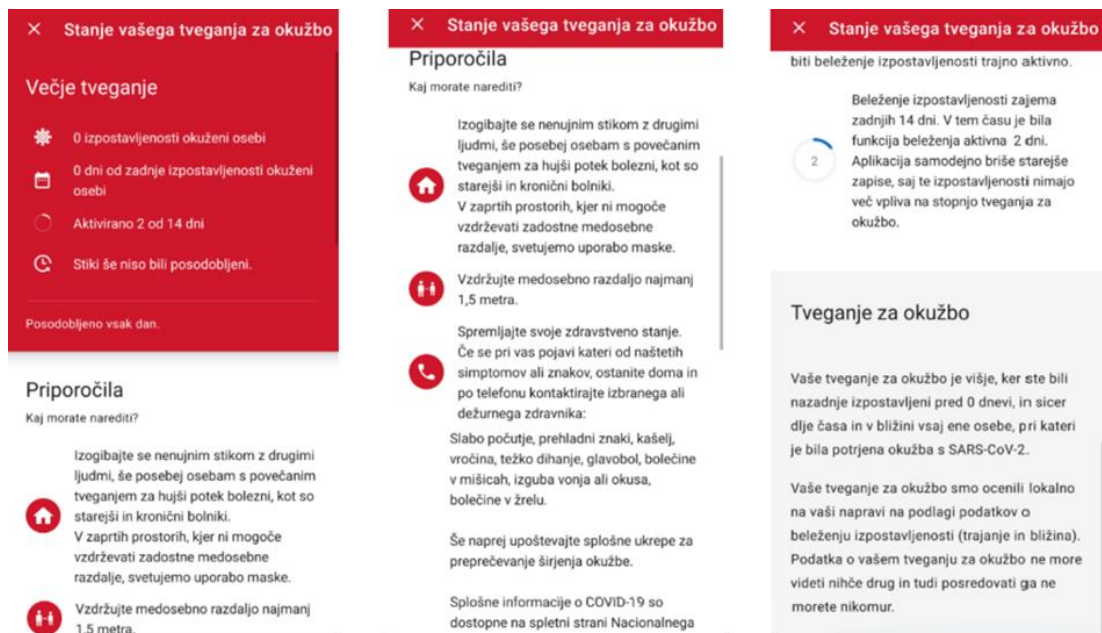 Stanje vašega tveganja za okužbo
Večje tveganje
0 izpostavljenosti okuženi osebi
0 dni od zadnje izpostavljenosti okuženi
osebi
Aktivirano 2 od 14 dni
Stiki še niso bili posodobljeni.
Posodobljeno vsak dan.
Priporočila
Kaj morate narediti?
Izogibajte se nenujnim stikom z drugimi
ljudmi, še posebej osebam s povečanim
tveganjem za hujši potek bolezni, kot so
starejši in kronični bolniki.
V zaprtih prostorih, kjer ni mogoče
vzdrževati zadostne medosebne
razdalje, svetujemo uporabo maske.
Vzdržujte medosebno razdaljo najmanj
1,5 metra.
Stanje vašega tveganja za okužbo
Priporočila
Kaj morate narediti?
Izogibajte se nenujnim stikom z drugimi
ljudmi, še posebej osebam s povečanim
tveganjem za hujši potek bolezni, kot so
starejši in kronični bolniki.
V zaprtih prostorih, kjer ni mogoče
vzdrževati zadostne medosebne
razdalje, svetujemo uporabo maske.
Vzdržujte medosebno razdaljo najmanj
1,5 metra.
Spremljajte svoje zdravstveno stanje.
Če se pri vas pojavi kateri od naštetih
simptomov ali znakov, ostanite doma in
po telefonu kontaktirajte izbranega ali
dežurnega zdravnika:
Slabo počutje, prehladni znaki, kašelj,
vročina, težko dihanje, glavobol, bolečine
v mišicah, izguba vonja ali okusa,
bolečine v žrelu.
Še naprej upoštevajte splošne ukrepe za
preprečevanje širjenja okužbe.
Splošne informacije o COVID-19 so
dostopne na spletni strani Nacionalnega
Stanje vašega tveganja za okužbo
biti beleženje izpostavljenosti trajno aktivno.
Beleženje izpostavljenosti zajema
zadnjih 14 dni. V tem času je bila
funkcija beleženja aktivna 2 dni.
2
Aplikacija samodejno briše starejše
zapise, saj te izpostavljenosti nimajo
več vpliva na stopnjo tveganja za
okužbo.
Tveganje za okužbo
Vaše tveganje za okužbo je višje, ker ste bili
nazadnje izpostavljeni pred 0 dnevi, in sicer
dlje časa in v bližini vsaj ene osebe, pri kateri
je bila potrjena okužba s SARS-CoV-2.
Vaše tveganje za okužbo smo ocenili lokalno
na vaši napravi na podlagi podatkov o
beleženju izpostavljenosti (trajanje in bližina).
Podatka o vašem tveganju za okužbo ne more
videti nihče drug in tudi posredovati ga ne
morete nikomur.